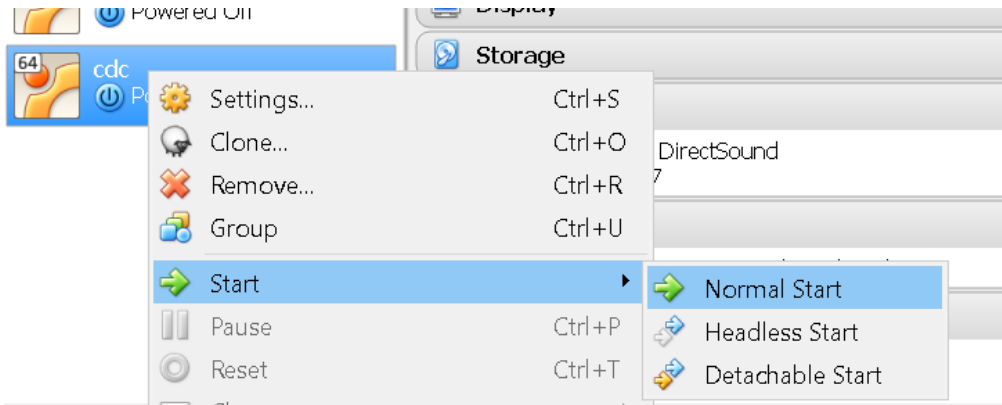 Powered Off
Display
64
cdc
Storage
Settings... Ctrl+S
Clone... Ctrl+O
DirectSound
Remove... Ctrl+R
Group Ctrl+U
Start
Normal Start
Pause Ctrl+P
Headless Start
Reset Ctrl+T
Detachable Start